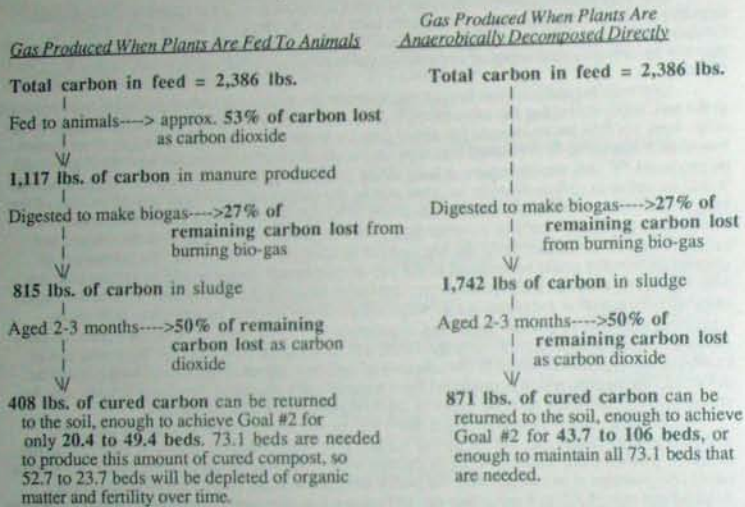 Gas Produced When Plants Are Fed To Animals
Total carbon in feed = 2,386 lbs.
Fed to animals----> approx. 53% of carbon lost
as carbon dioxide
1,117 lbs. of carbon in manure produced
Digested to make biogas---->27% of
remaining carbon lost from
burning bio-gas
815 lbs. of carbon in sludge
Aged 2-3 months---->50% of remaining
carbon lost as carbon
dioxide
408 lbs. of cured carbon can be returned
to the soil, enough to achieve Goal #2 for
only 20.4 to 49.4 beds. 73.1 beds are needed
to produce this amount of cured compost, so
52.7 to 23.7 beds will be depleted of organic
matter and fertility over time.
Gas Produced When Plants Are
Anaerobically Decomposed Directly
Total carbon in feed = 2,386 lbs.
Digested to make biogas---->27% of
remaining carbon lost
from burning bio-gas
1,742 lbs of carbon in sludge
Aged 2-3 months---->50% of
remaining carbon lost
as carbon dioxide
871 lbs. of cured carbon can be
returned to the soil, enough to achieve
Goal #2 for 43.7 to 106 beds, or
enough to maintain all 73.1 beds that
are needed.